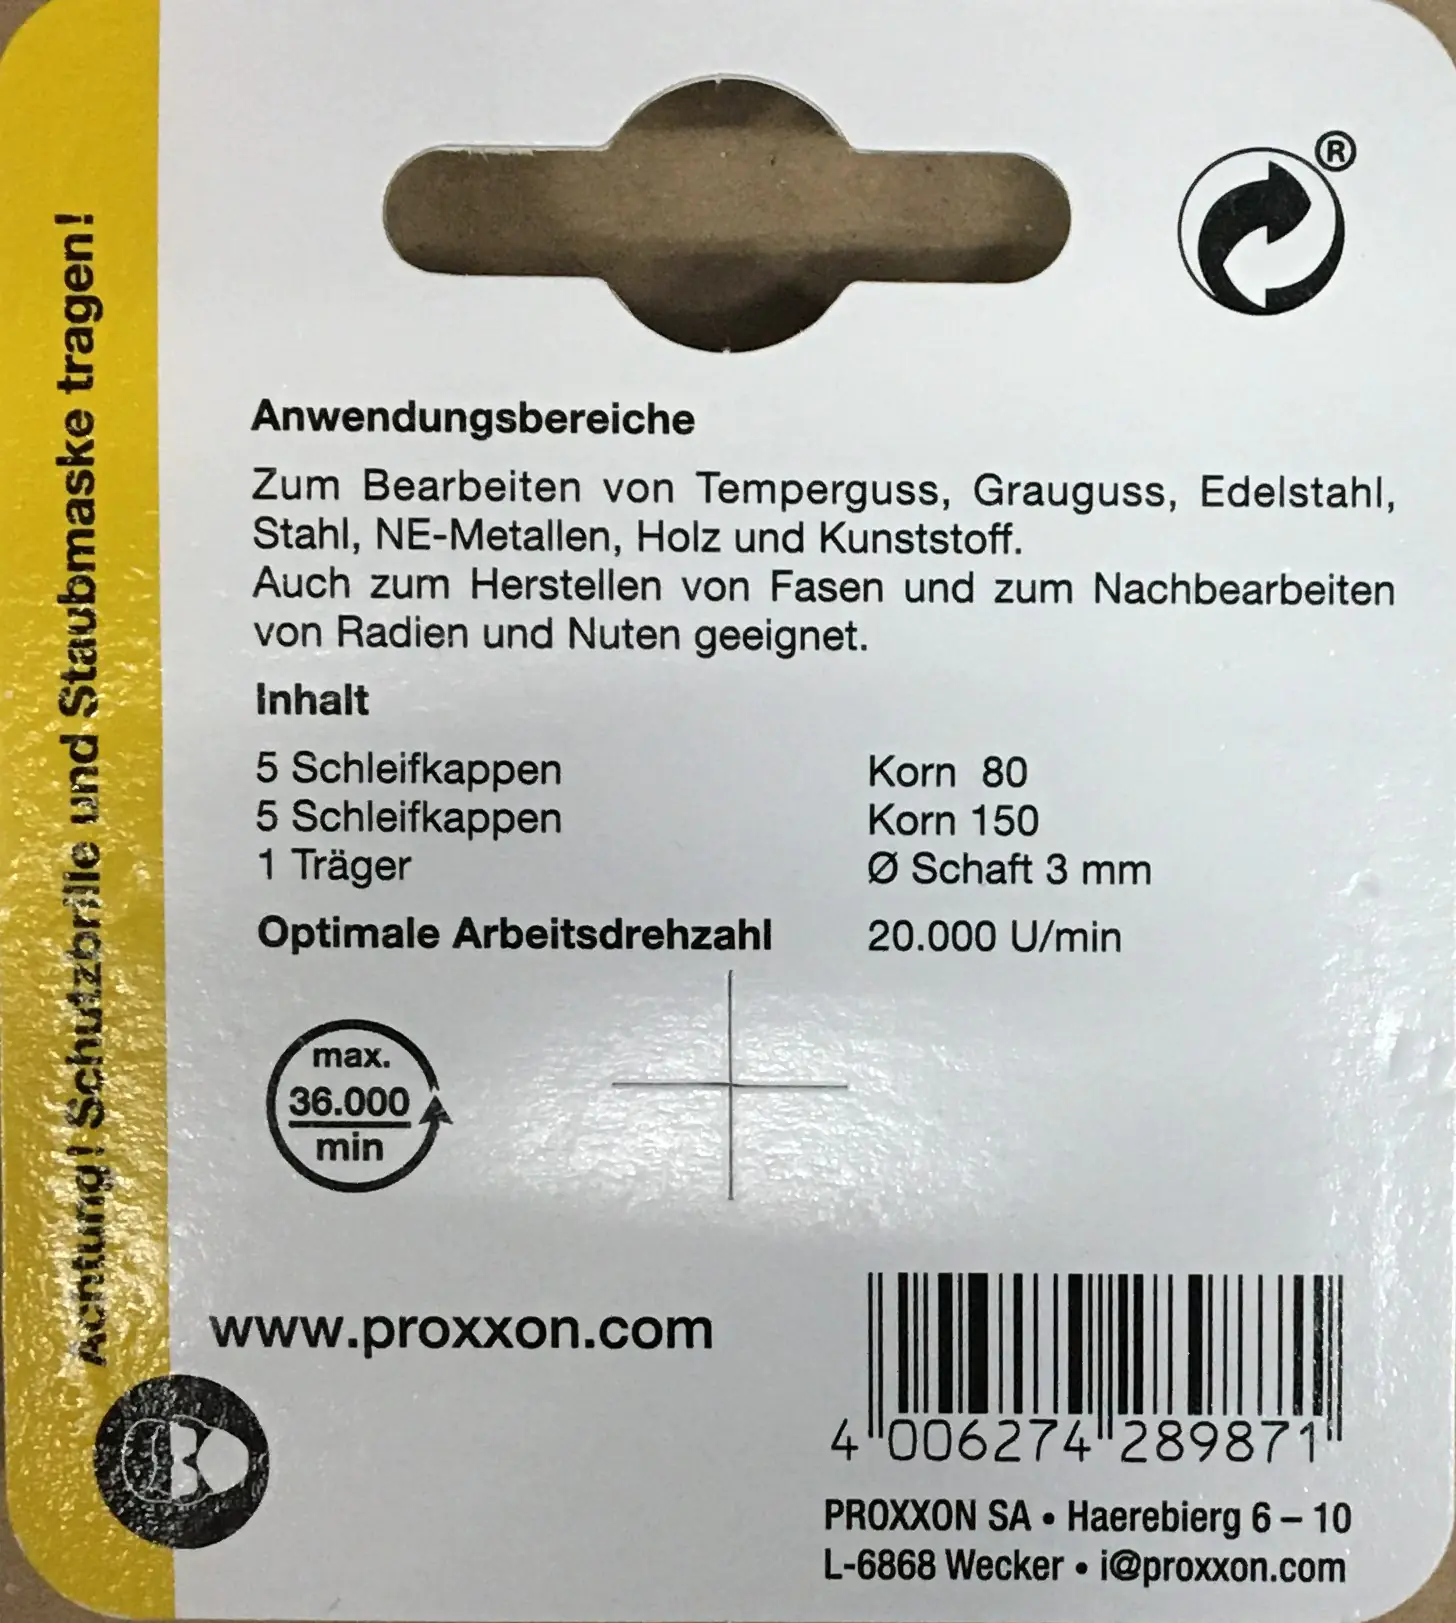 Achtung! Schutzbrille und Staubmaske tragen!
®
Anwendungsbereiche
Zum Bearbeiten von Temperguss, Grauguss, Edelstahl,
Stahl, NE-Metallen, Holz und Kunststoff.
Auch zum Herstellen von Fasen und zum Nachbearbeiten
von Radien und Nuten geeignet.
Inhalt
5 Schleifkappen Korn 80
5 Schleifkappen Korn 150
1 Träger Ø Schaft 3 mm
Optimale Arbeitsdrehzahl 20.000 U/min
max.
36.000
min
www.proxxon.com
4 006274 289871
PROXXON SA • Haerebierg 6 – 10
L-6868 Wecker • i@proxxon.com